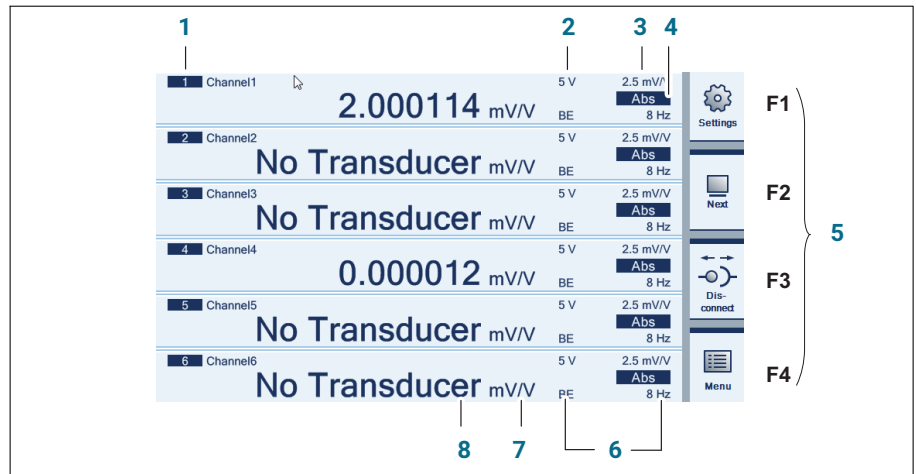 1 2 3 4
1 Channel1 5 V 2.5 mV/V
2.000114 mV/V BE Abs 8 Hz
Settings F1
2 Channel2 5 V 2.5 mV/V
No Transducer mV/V BE Abs 8 Hz
Next F2
3 Channel3 5 V 2.5 mV/V
No Transducer mV/V BE Abs 8 Hz
5
4 Channel4 5 V 2.5 mV/V
0.000012 mV/V BE Abs 8 Hz
Dis-
connect F3
5 Channel5 5 V 2.5 mV/V
No Transducer mV/V BE Abs 8 Hz
6 Channel6 5 V 2.5 mV/V
No Transducer mV/V BE Abs 8 Hz
Menu F4
8 7 6